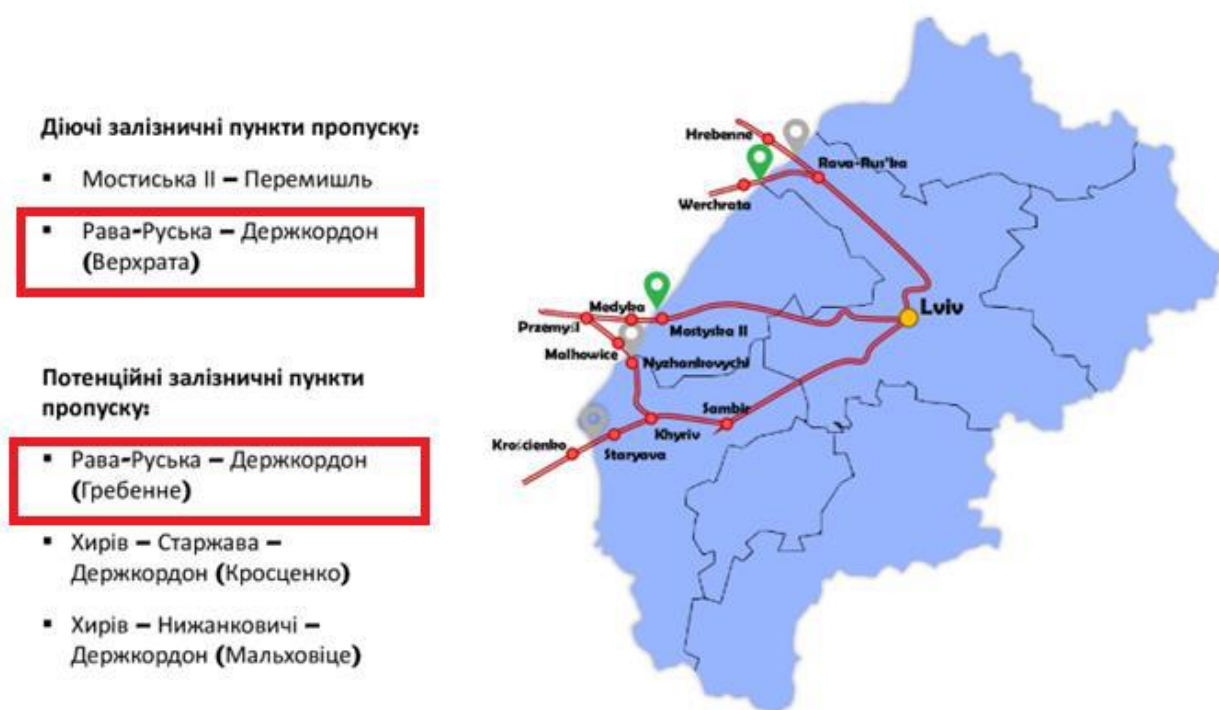 Діючі залізничні пункти пропуску:
▪ Мостиська ІІ – Перемишль
▪ Рава-Руська – Держкордон
(Верхрата)
Потенційні залізничні пункти
пропуску:
▪ Рава-Руська – Держкордон
(Гребенне)
▪ Хирів – Старжава –
Держкордон (Кросценко)
▪ Хирів – Нижанковичі –
Держкордон (Мальховіце)
Hrebenne
Rava-Rus'ka
Werchrata
Medyka
Przemyśl
Mostyska II
Lviv
Malhowice
Nyzhankovychi
Sambir
Khyriv
Krościenko
Staryava